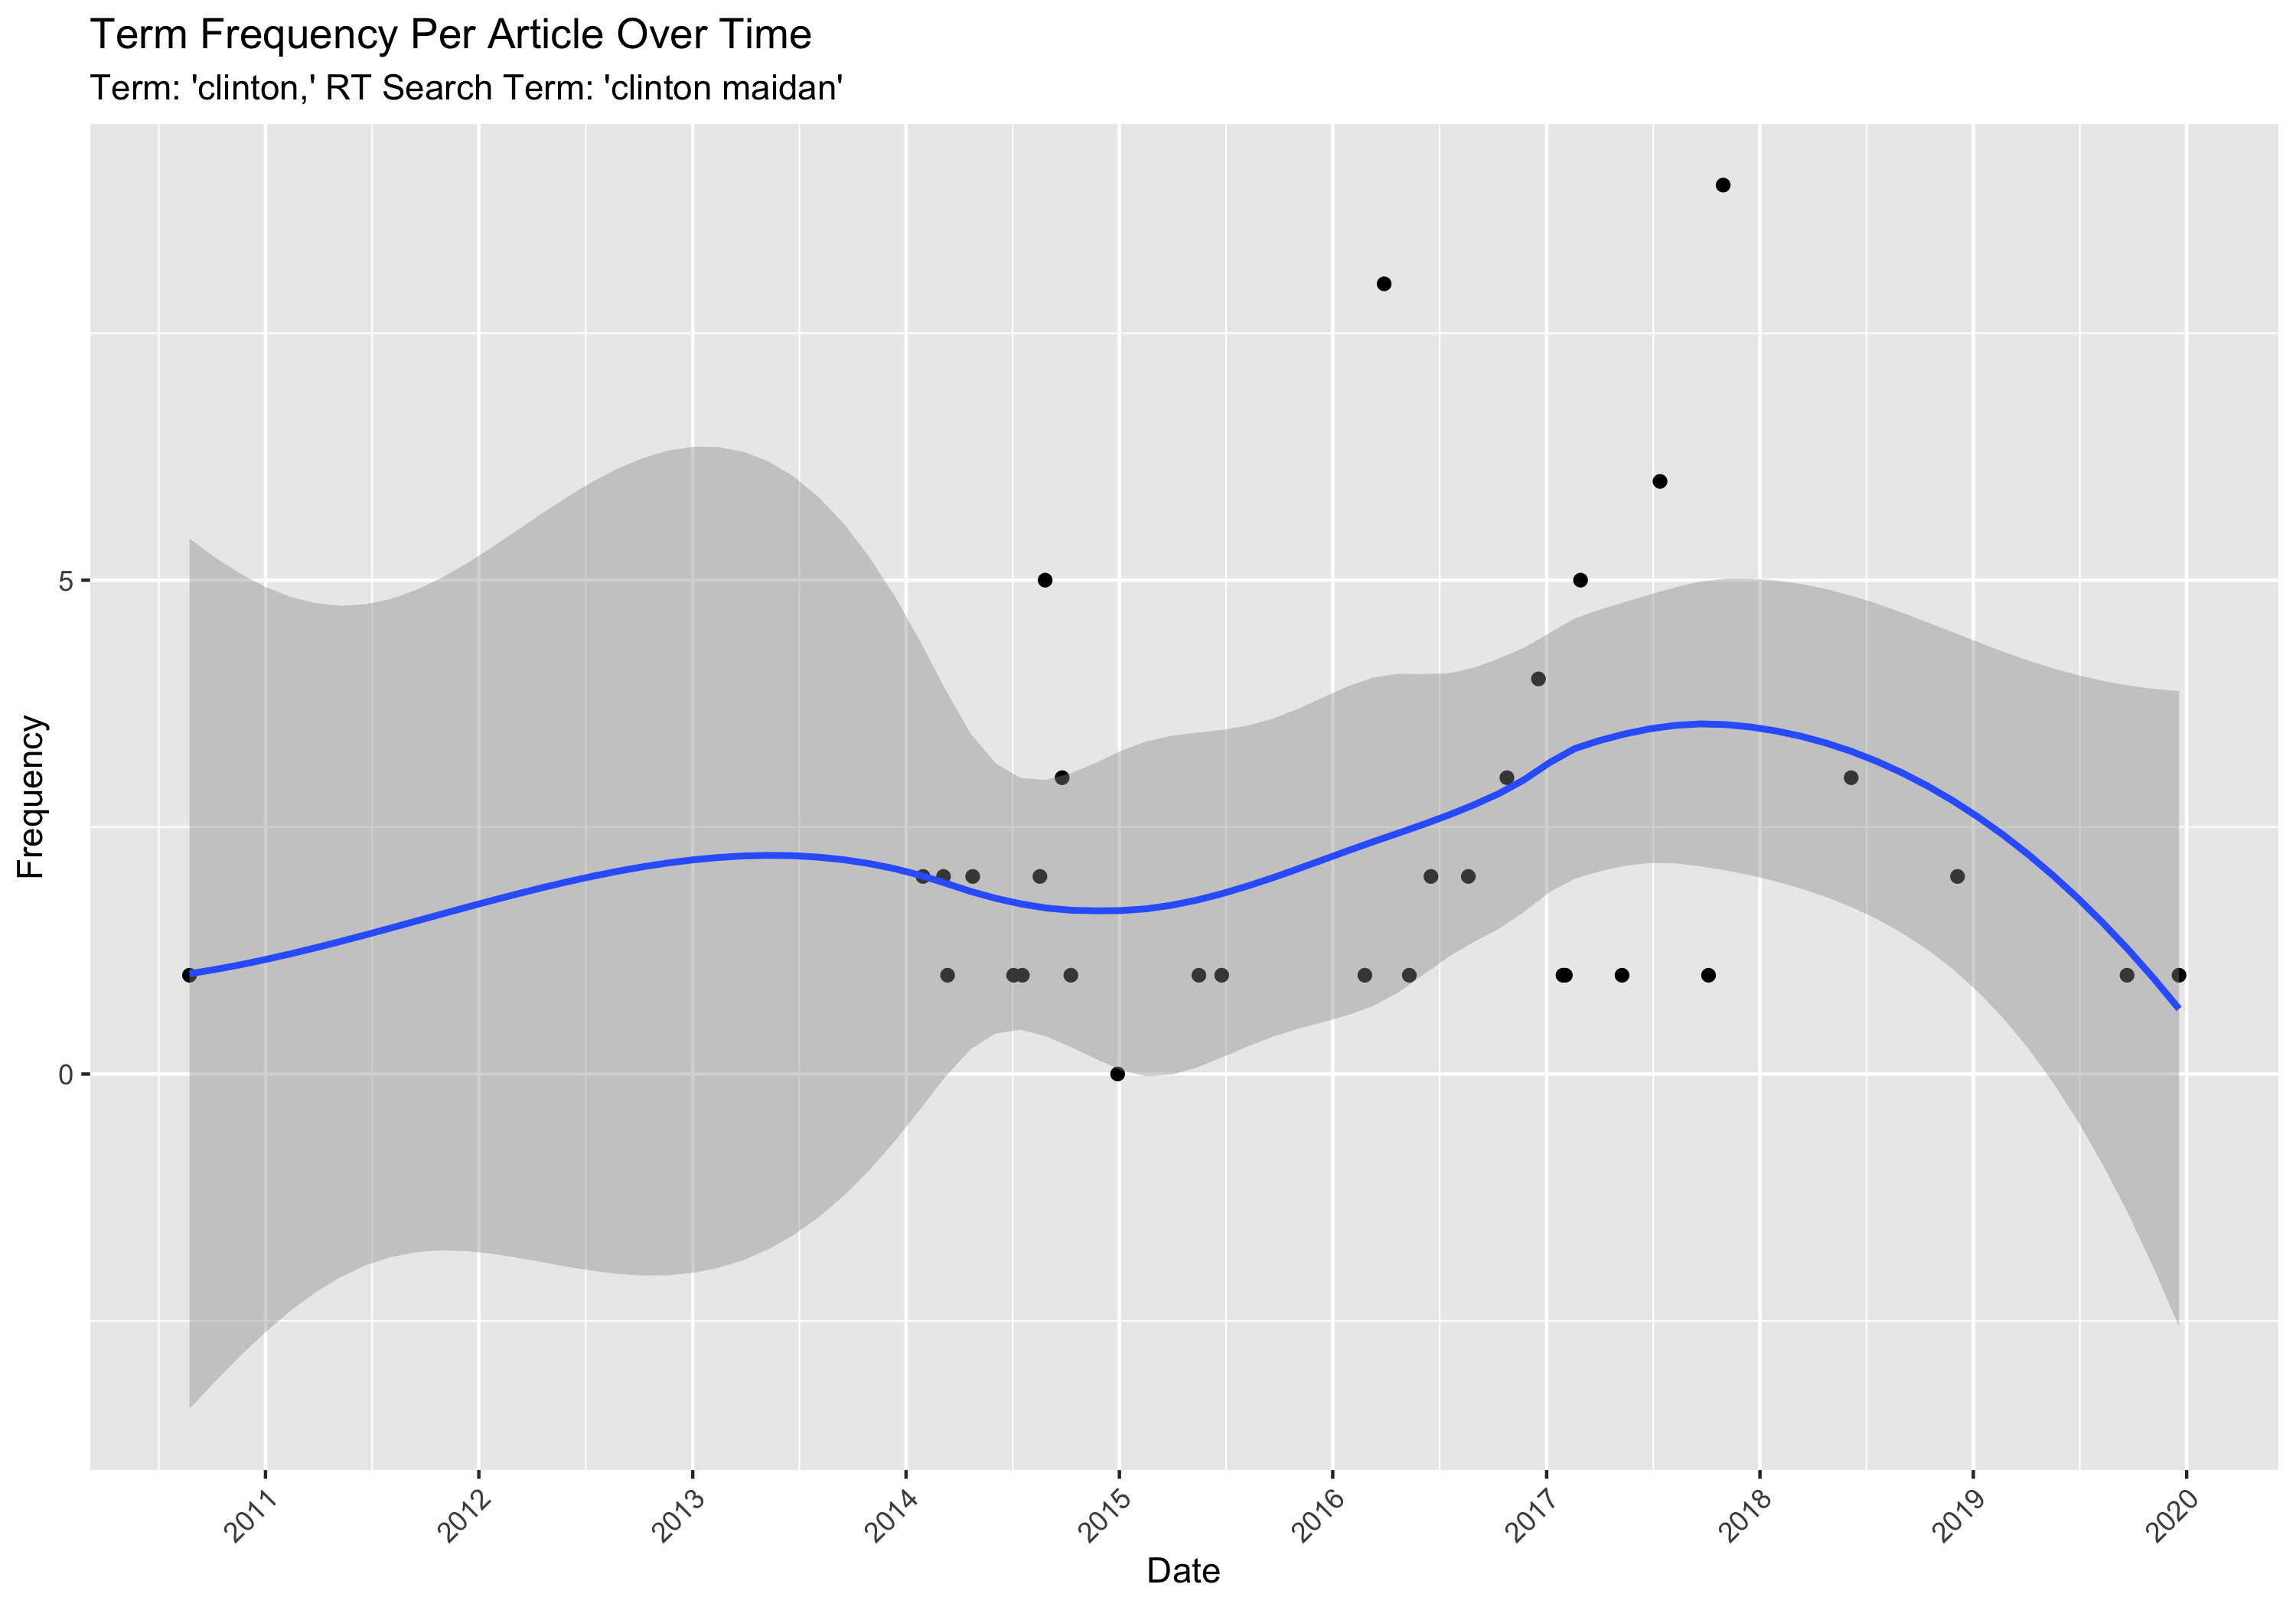 Term Frequency Per Article Over Time
Term: 'clinton,' RT Search Term: 'clinton maidan'
Frequency
5
0
2011 2012 2013 2014 2015 2016 2017 2018 2019 2020
Date